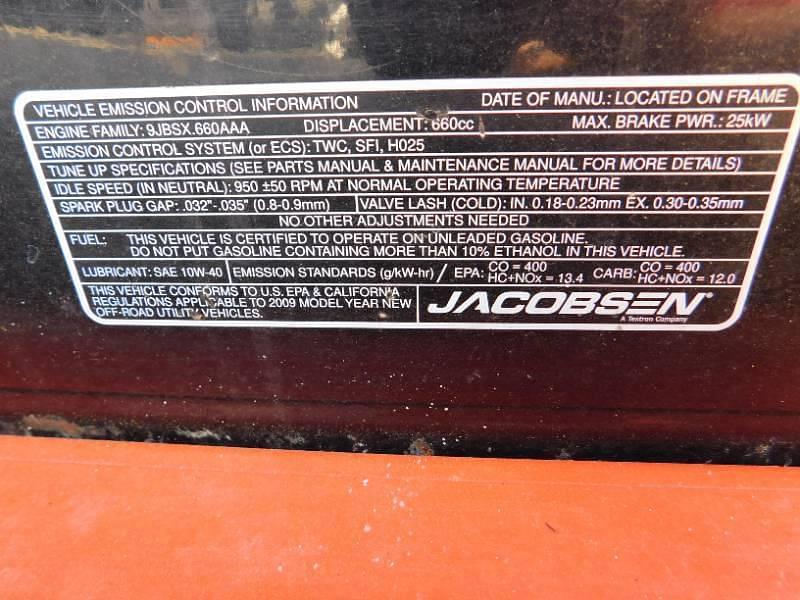 VEHICLE EMISSION CONTROL INFORMATION DATE OF MANU.: LOCATED ON FRAME
ENGINE FAMILY: 9JBSX.660AAA DISPLACEMENT: 660cc MAX. BRAKE PWR.: 25kW
EMISSION CONTROL SYSTEM (or ECS): TWC, SFI, H025
TUNE UP SPECIFICATIONS (SEE PARTS MANUAL & MAINTENANCE MANUAL FOR MORE DETAILS)
IDLE SPEED (IN NEUTRAL): 950 ±50 RPM AT NORMAL OPERATING TEMPERATURE
SPARK PLUG GAP: .032"-.035" (0.8-0.9mm) VALVE LASH (COLD): IN. 0.18-0.23mm EX. 0.30-0.35mm
NO OTHER ADJUSTMENTS NEEDED
FUEL: THIS VEHICLE IS CERTIFIED TO OPERATE ON UNLEADED GASOLINE.
DO NOT PUT GASOLINE CONTAINING MORE THAN 10% ETHANOL IN THIS VEHICLE.
LUBRICANT: SAE 10W-40 EMISSION STANDARDS (g/kW-hr) / EPA: CO = 400 HC+NOx = 13.4 CARB: CO = 400 HC+NOx = 12.0
THIS VEHICLE CONFORMS TO U.S. EPA & CALIFORNIA
REGULATIONS APPLICABLE TO 2009 MODEL YEAR NEW
OFF-ROAD UTILITY VEHICLES.
JACOBSEN
A Textron Company